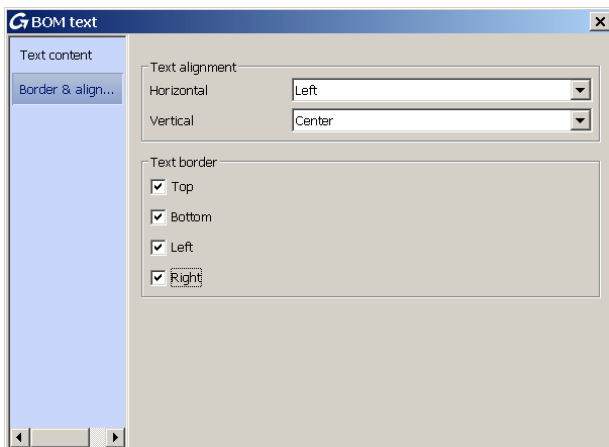 G BOM text
Text content
Border & align...
Text alignment
Horizontal
Left
Vertical
Center
Text border
Top
Bottom
Left
Right